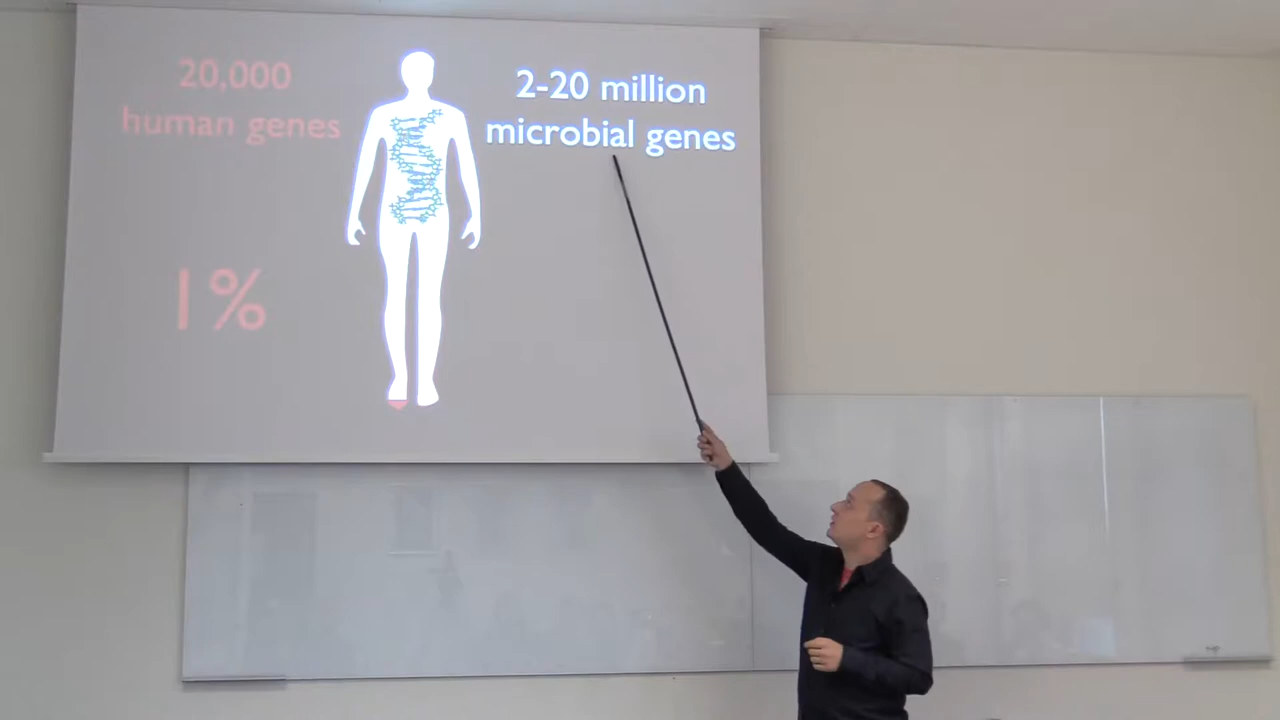 20,000
human genes
2-20 million
microbial genes
1%